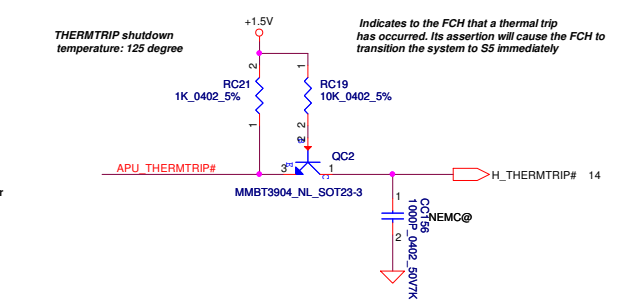 +1.5V
THERMTRIP shutdown
temperature: 125 degree
Indicates to the FCH that a thermal trip
has occurred. Its assertion will cause the FCH to
transition the system to S5 immediately
2
1
RC21
1K_0402_5%
RC19
10K_0402_5%
1
2
2
B
QC2
APU_THERMTRIP#
3
E
1
C
H_THERMTRIP# 14
MMBT3904_NL_SOT23-3
r
1
2
CC156
1000P_0402_50V7K
NEMC@